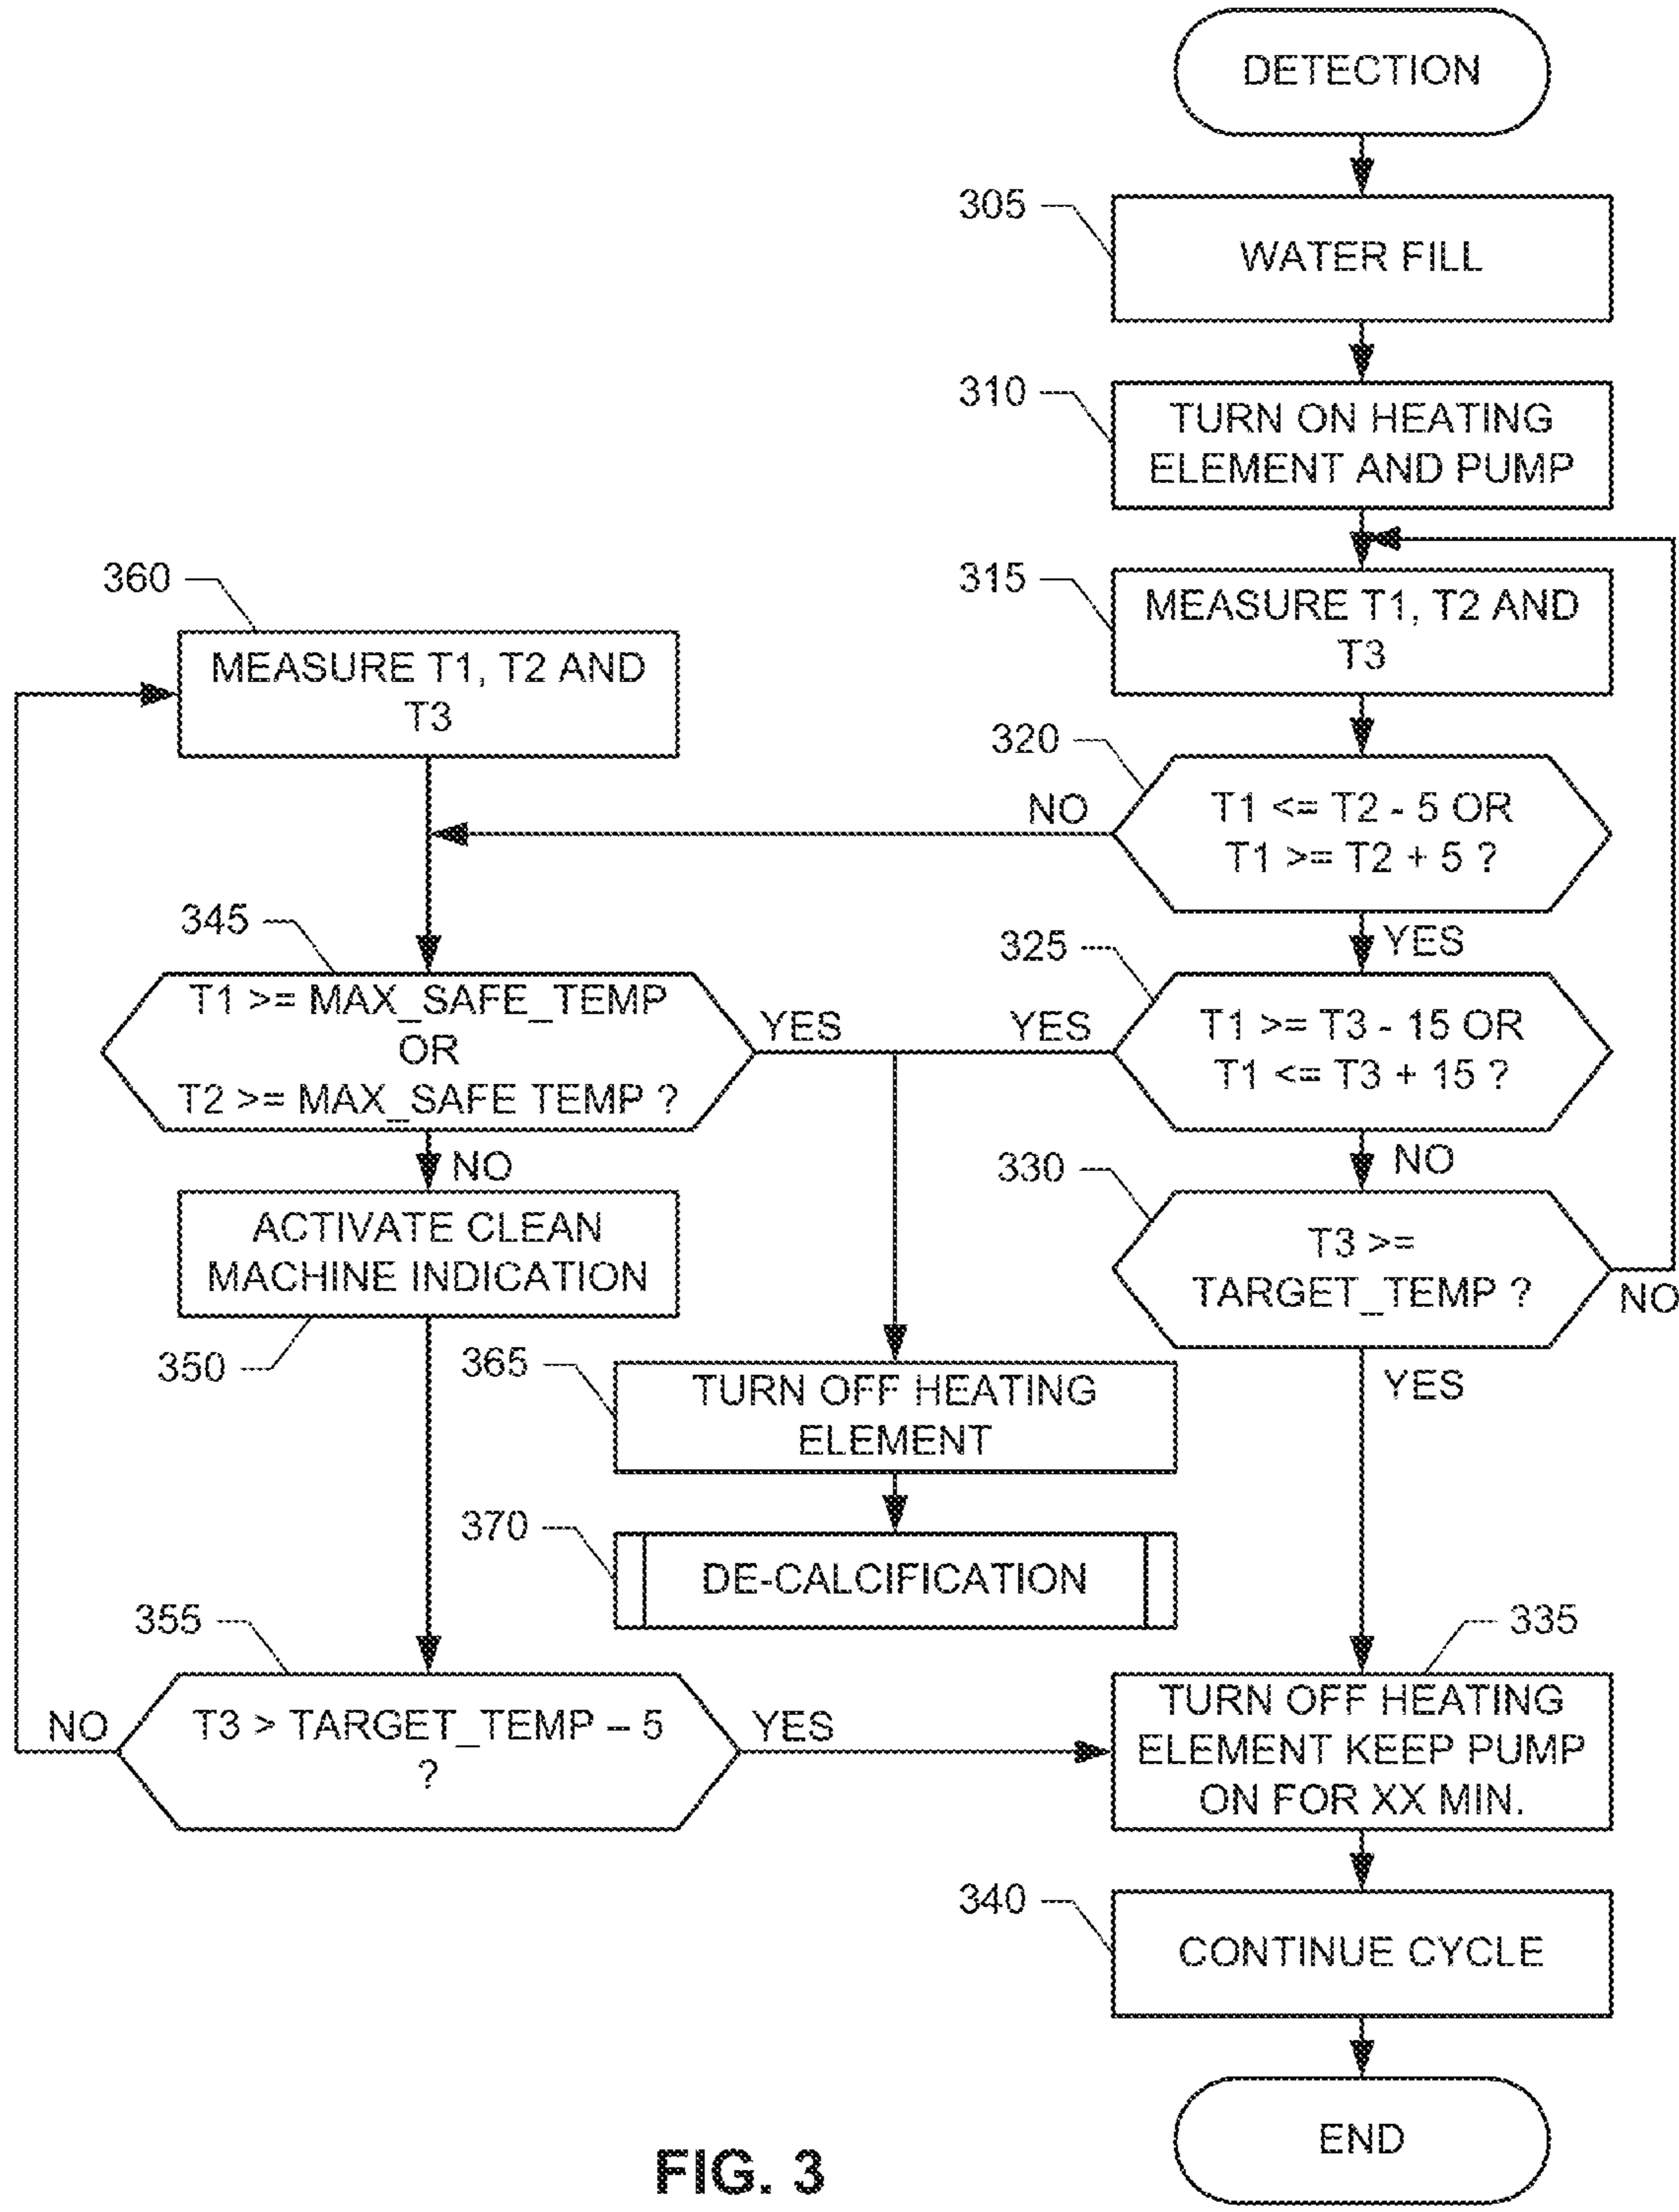 DETECTION
305
WATER FILL
310
TURN ON HEATING
ELEMENT AND PUMP
315
MEASURE T1, T2 AND
T3
360
MEASURE T1, T2 AND
T3
320
T1 <= T2 - 5 OR
T1 >= T2 + 5 ?
NO
YES
345
T1 >= MAX_SAFE_TEMP
OR
T2 >= MAX_SAFE TEMP ?
YES
NO
325
T1 >= T3 - 15 OR
T1 <= T3 + 15 ?
YES
NO
330
T3 >=
TARGET_TEMP ?
NO
YES
ACTIVATE CLEAN
MACHINE INDICATION
350
365
TURN OFF HEATING
ELEMENT
370
DE-CALCIFICATION
355
T3 > TARGET_TEMP – 5
?
NO
YES
335
TURN OFF HEATING
ELEMENT KEEP PUMP
ON FOR XX MIN.
340
CONTINUE CYCLE
END
FIG. 3